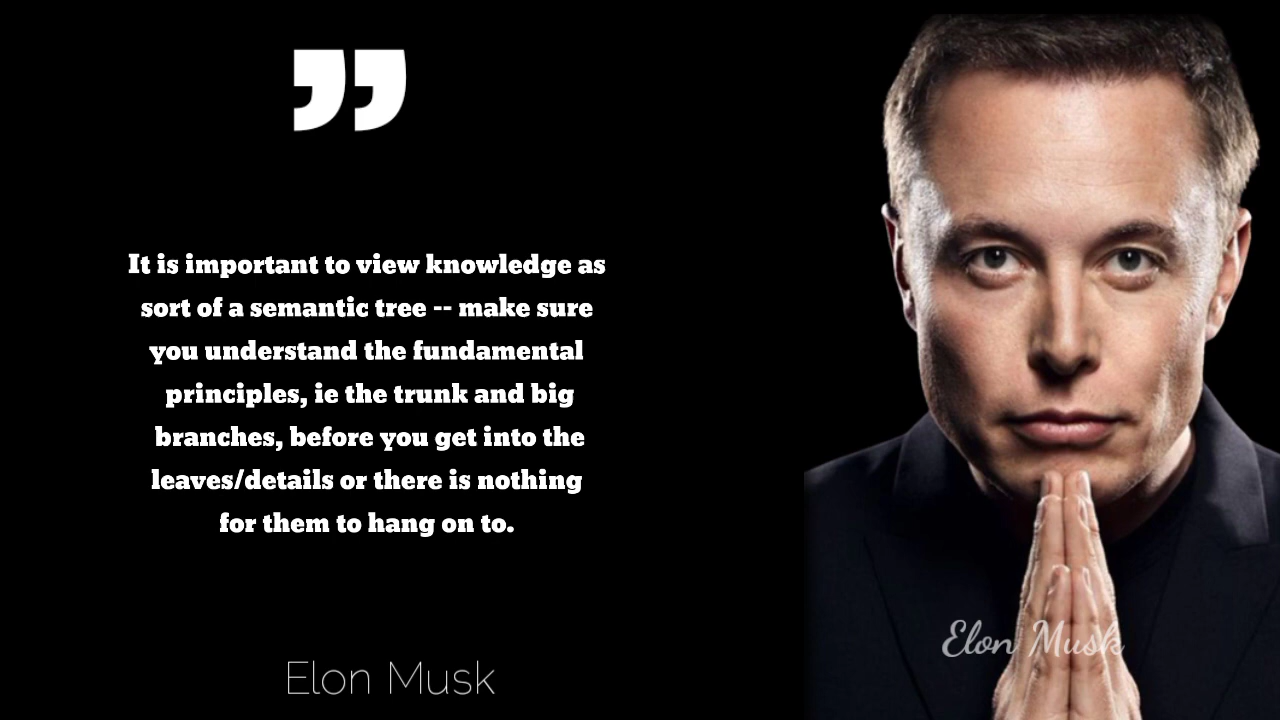 ”
It is important to view knowledge as
sort of a semantic tree -- make sure
you understand the fundamental
principles, ie the trunk and big
branches, before you get into the
leaves/details or there is nothing
for them to hang on to.
Elon Musk
Elon Musk